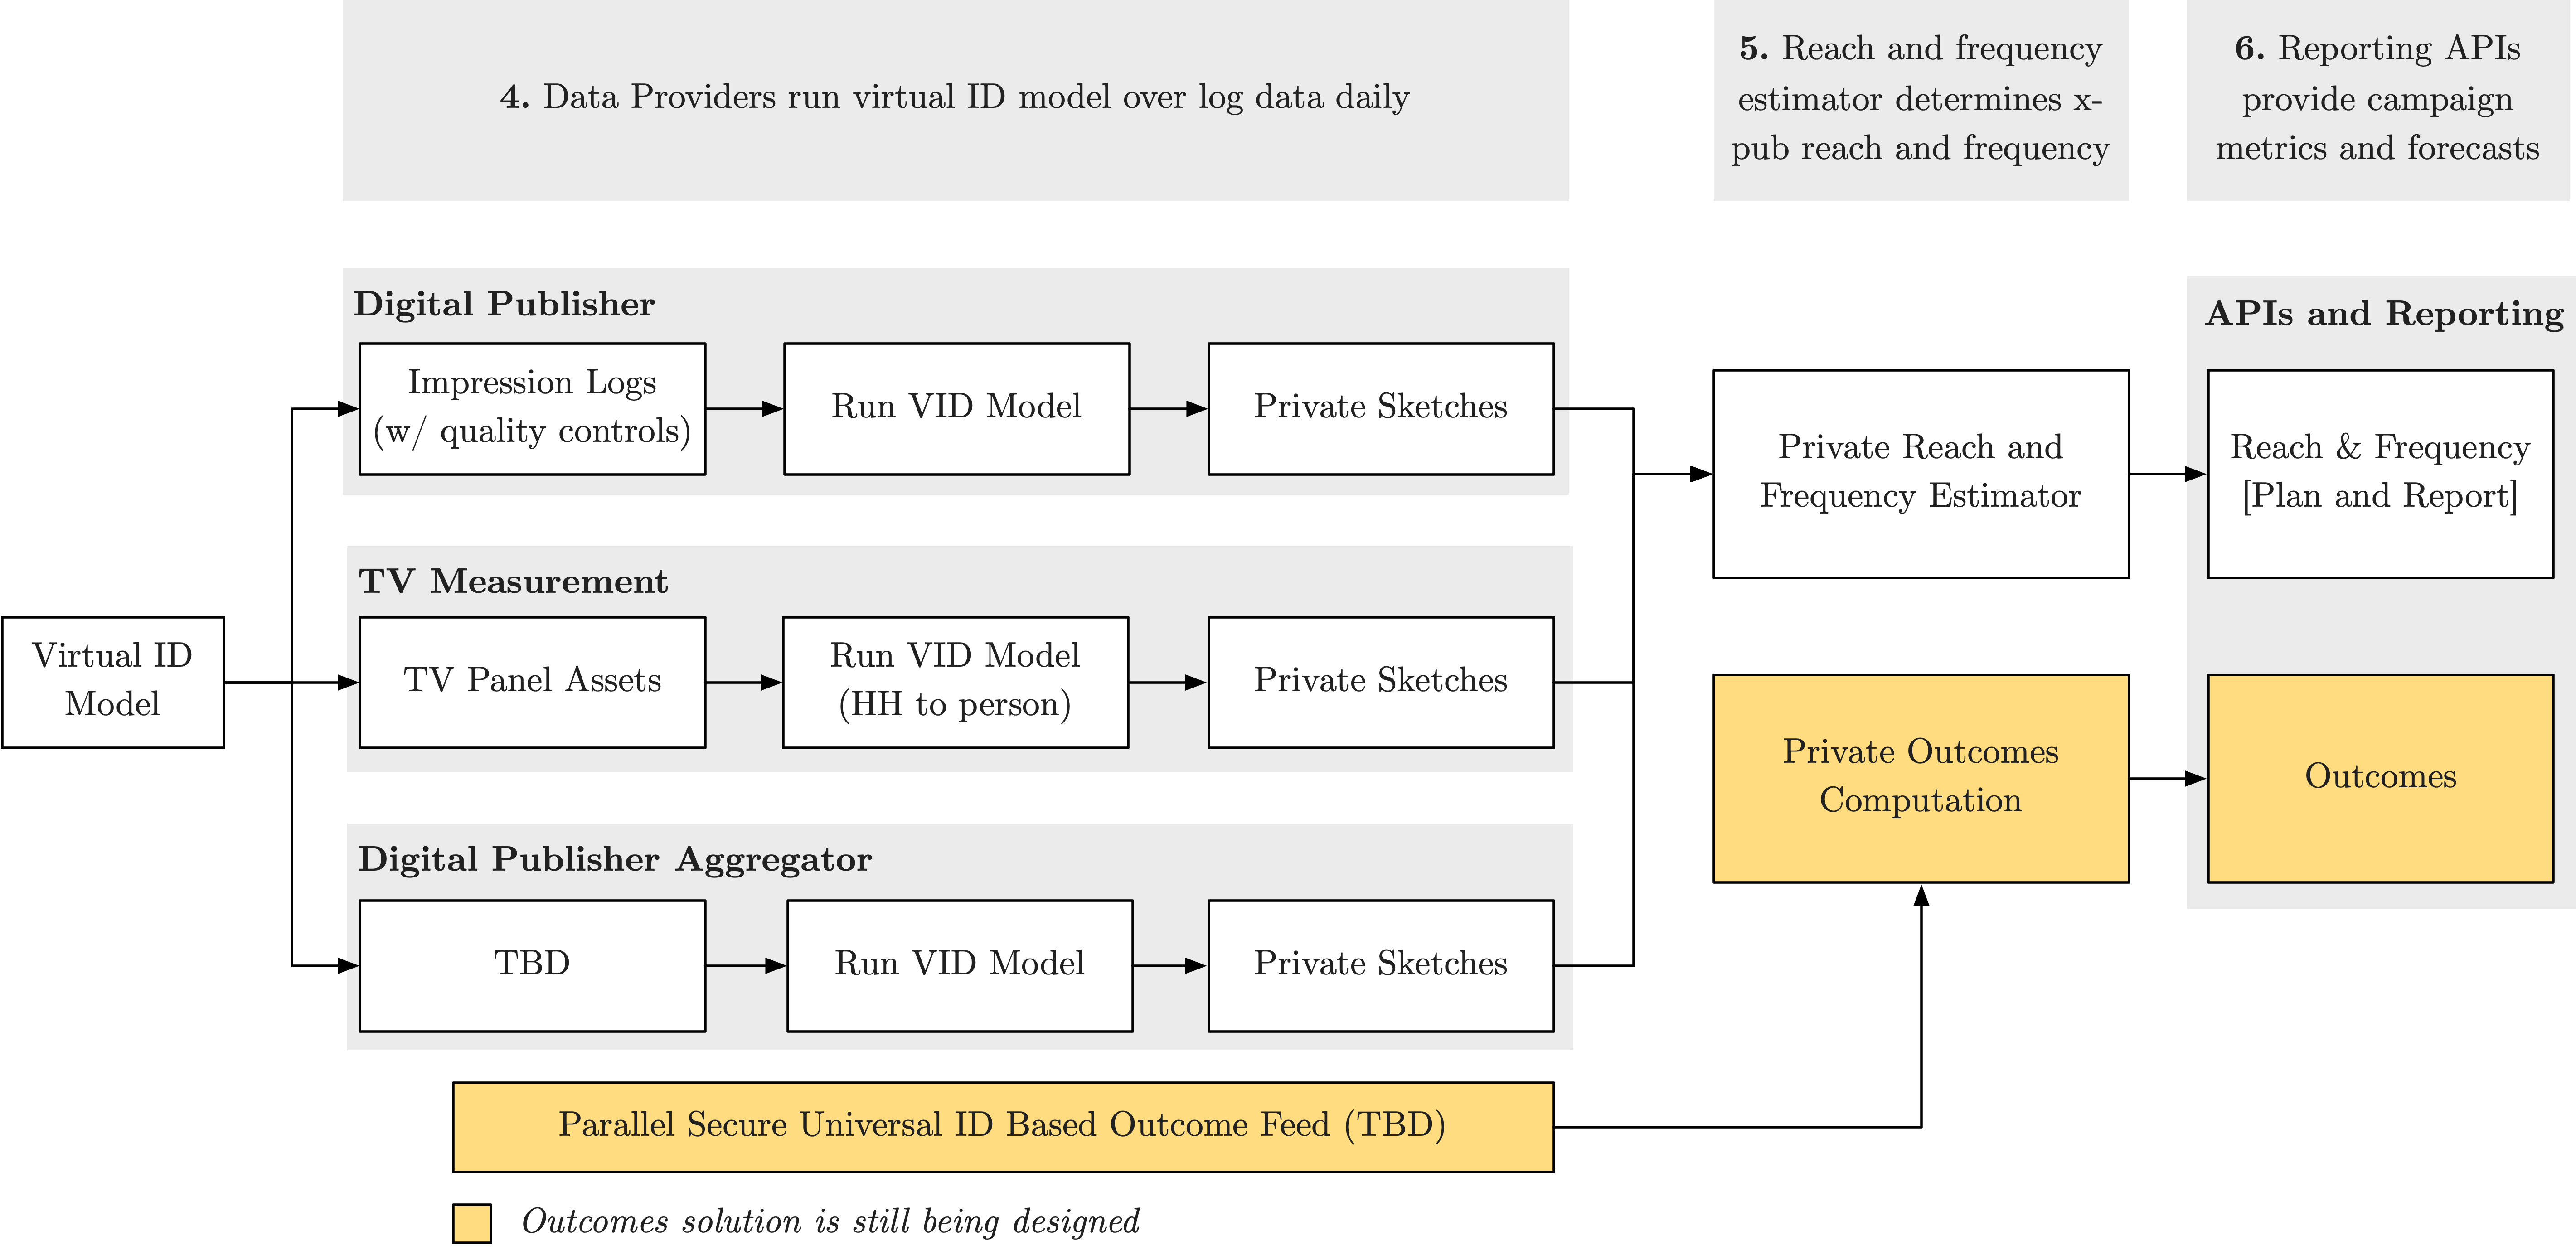 4. Data Providers run virtual ID model over log data daily
5. Reach and frequency
estimator determines x-
pub reach and frequency
6. Reporting APIs
provide campaign
metrics and forecasts
Digital Publisher
Impression Logs
(w/ quality controls)
Run VID Model
Private Sketches
TV Measurement
Virtual ID
Model
TV Panel Assets
Run VID Model
(HH to person)
Private Sketches
Digital Publisher Aggregator
TBD
Run VID Model
Private Sketches
Private Reach and
Frequency Estimator
APIs and Reporting
Reach & Frequency
[Plan and Report]
Private Outcomes
Computation
Outcomes
Parallel Secure Universal ID Based Outcome Feed (TBD)
Outcomes solution is still being designed